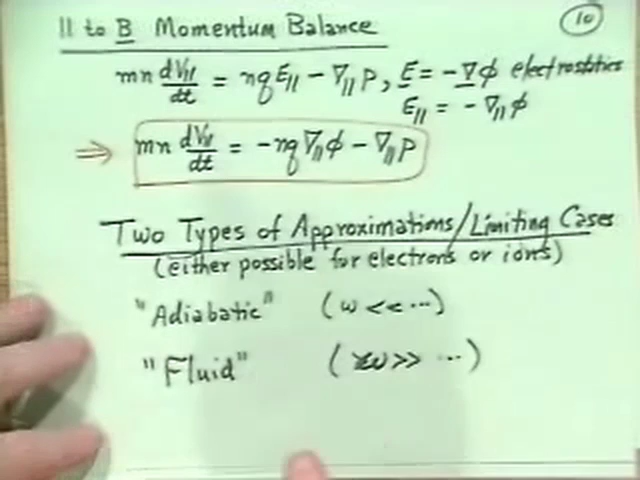 11 to B Momentum Balance
10
mn dV∥/dt = nqE∥ - ∇∥p, E = -∇ϕ electrostatics
E∥ = -∇∥ϕ
⇒ mn dV∥/dt = -nq∇∥ϕ - ∇∥p
Two Types of Approximations/Limiting Cases
(either possible for electrons or ions)
"Adiabatic" (ω << ...)
"Fluid" (ω >> ...)